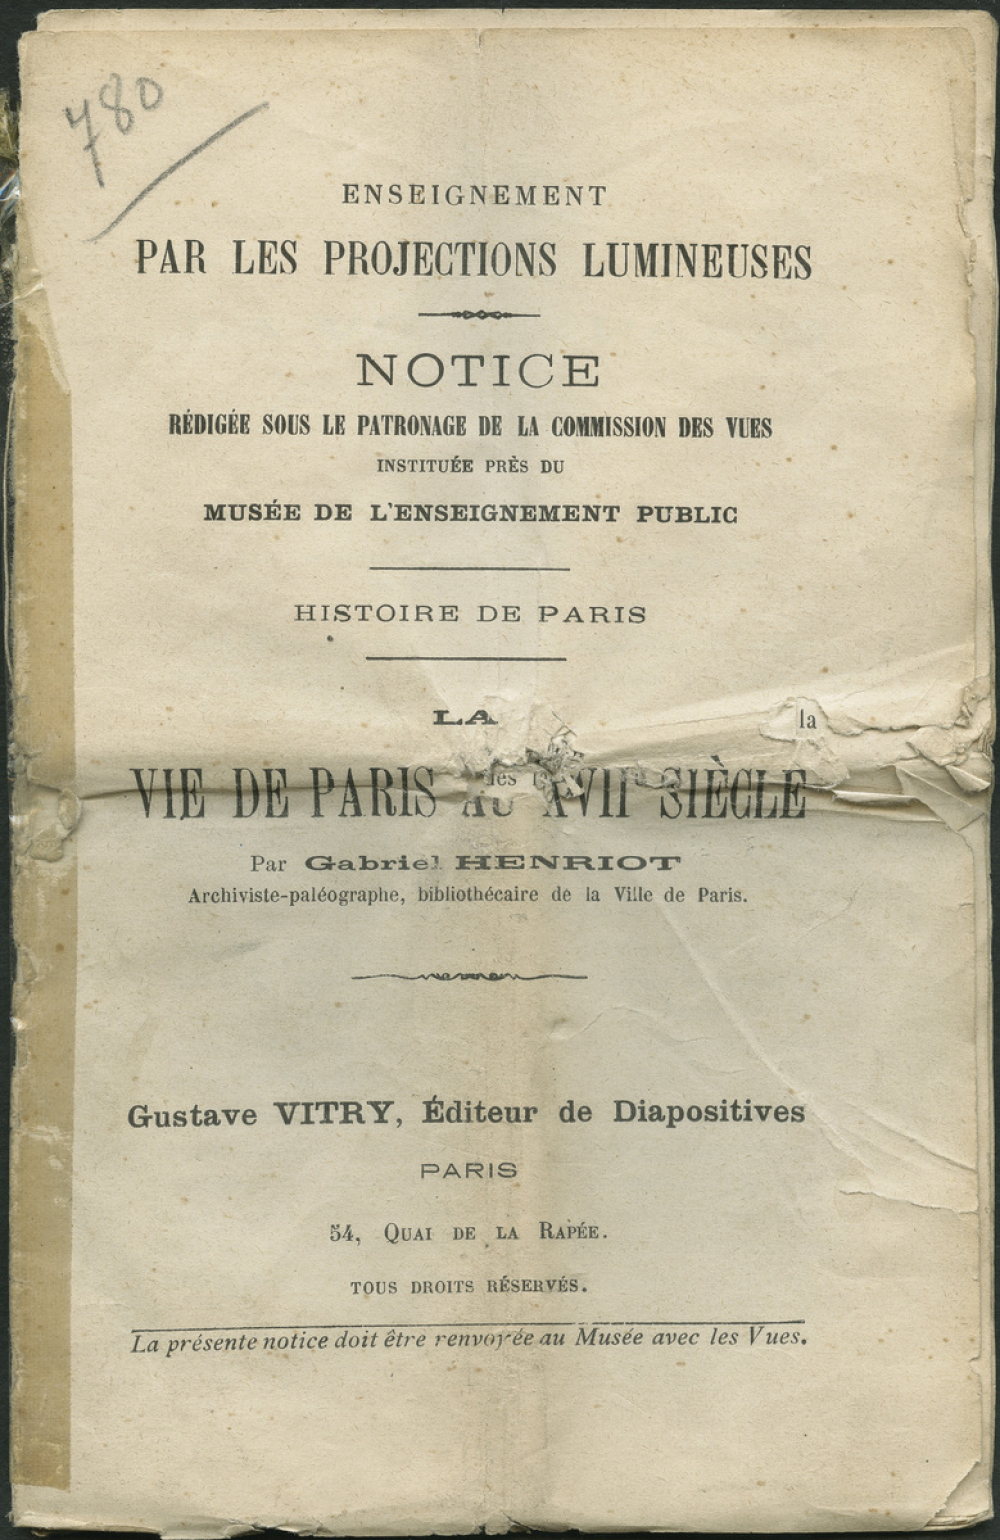 780
ENSEIGNEMENT
PAR LES PROJECTIONS LUMINEUSES
NOTICE
RÉDIGÉE SOUS LE PATRONAGE DE LA COMMISSION DES VUES
INSTITUÉE PRÈS DU
MUSÉE DE L'ENSEIGNEMENT PUBLIC
HISTOIRE DE PARIS
LA
la
VIE DE PARIS AU XVIIe SIÈCLE
des
Par Gabriel HENRIOT
Archiviste-paléographe, bibliothécaire de la Ville de Paris.
Gustave VITRY, Éditeur de Diapositives
PARIS
54, QUAI DE LA RAPÉE.
TOUS DROITS RÉSERVÉS.
La présente notice doit être renvoyée au Musée avec les Vues.